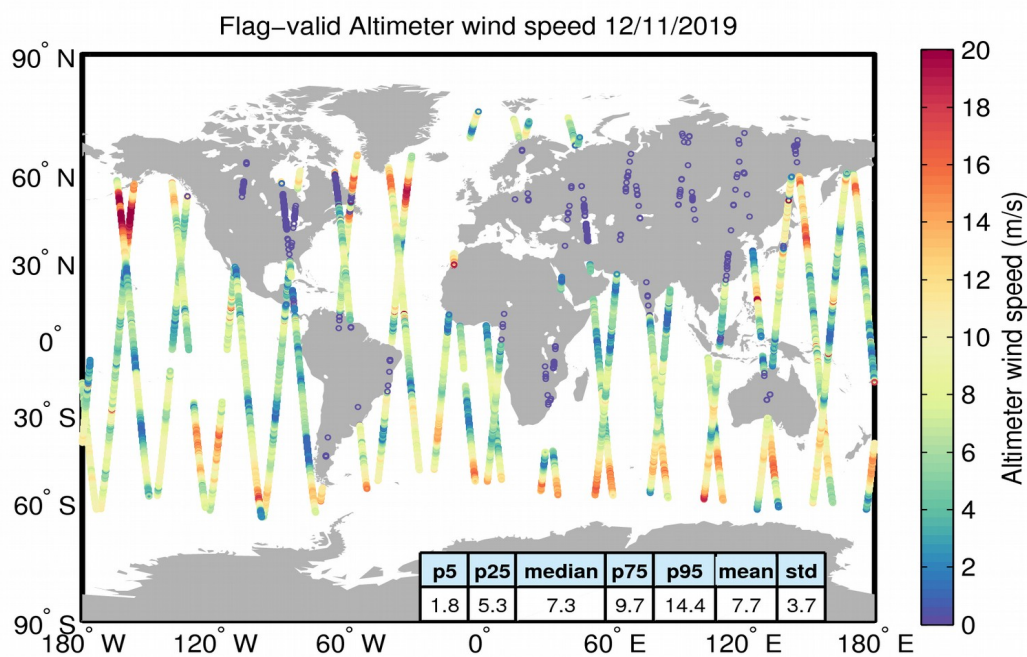 Flag−valid Altimeter wind speed 12/11/2019
90° N
60° N
30° N
0°
30° S
60° S
90° S
180° W 120° W 60° W 0° 60° E 120° E 180° E
p5 p25 median p75 p95 mean std
1.8 5.3 7.3 9.7 14.4 7.7 3.7
20
18
16
14
12
10
8
6
4
2
0
Altimeter wind speed (m/s)